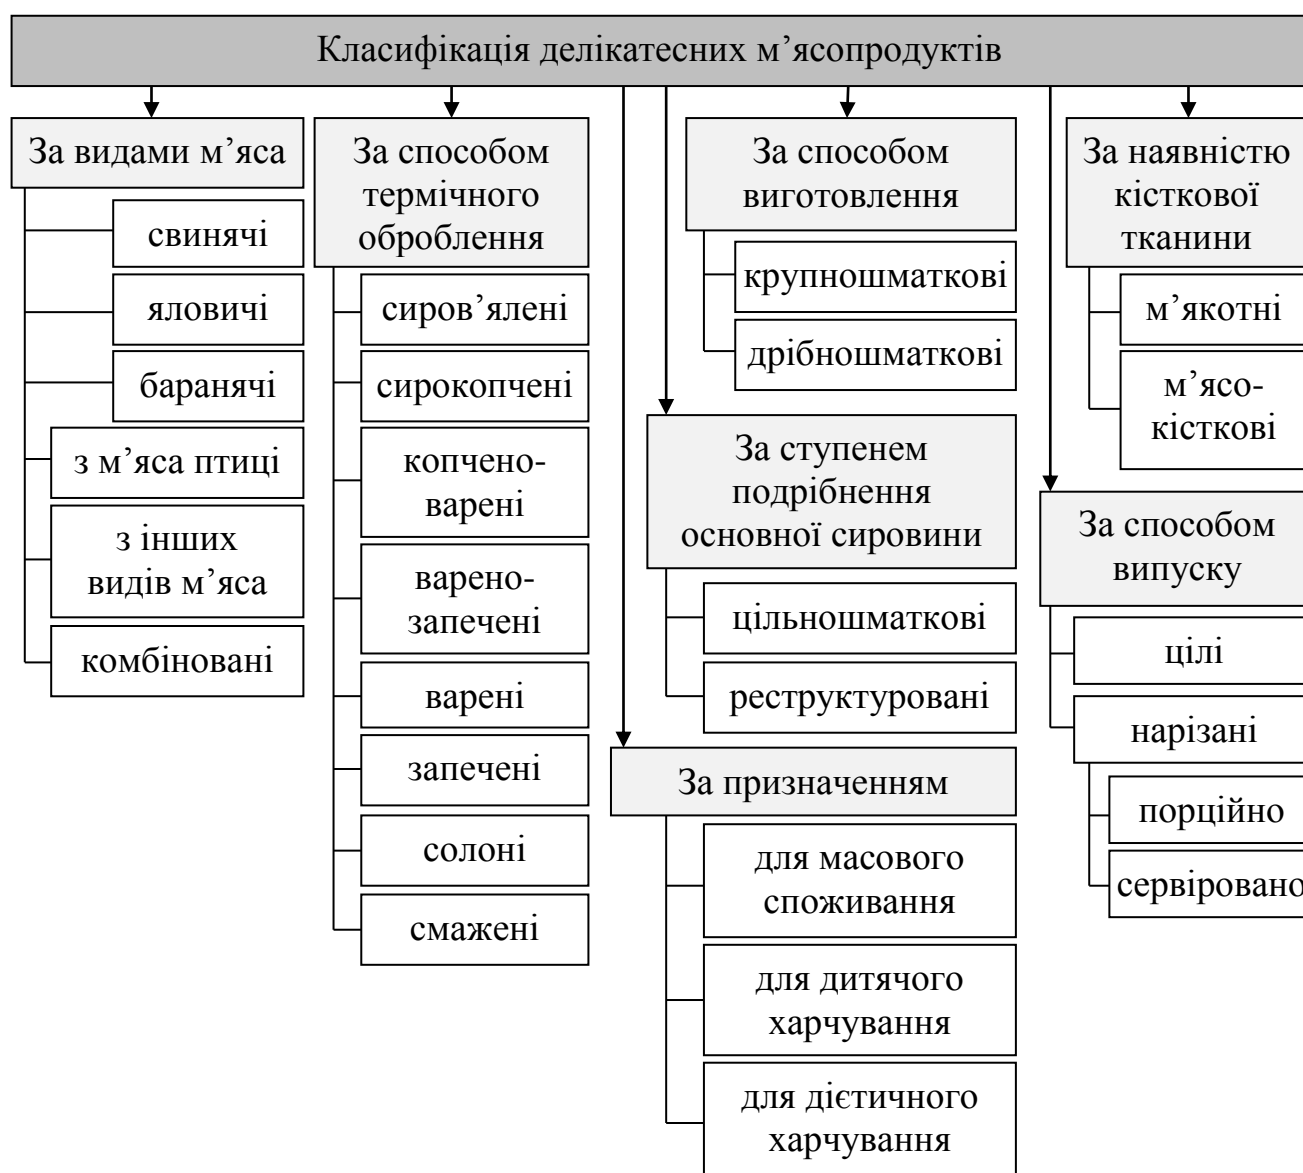 Класифікація делікатесних м’ясопродуктів
За видами м’яса
свинячі
яловичі
баранячі
з м’яса птиці
з інших
видів м’яса
комбіновані
За способом
термічного
оброблення
сиров’ялені
сирокопчені
копчено-
варені
варено-
запечені
варені
запечені
солоні
смажені
За способом
виготовлення
крупношматкові
дрібношматкові
За ступенем
подрібнення
основної сировини
цільношматкові
реструктуровані
За призначенням
для масового
споживання
для дитячого
харчування
для дієтичного
харчування
За наявністю
кісткової
тканини
м’якотні
м’ясо-
кісткові
За способом
випуску
цілі
нарізані
порційно
сервіровано